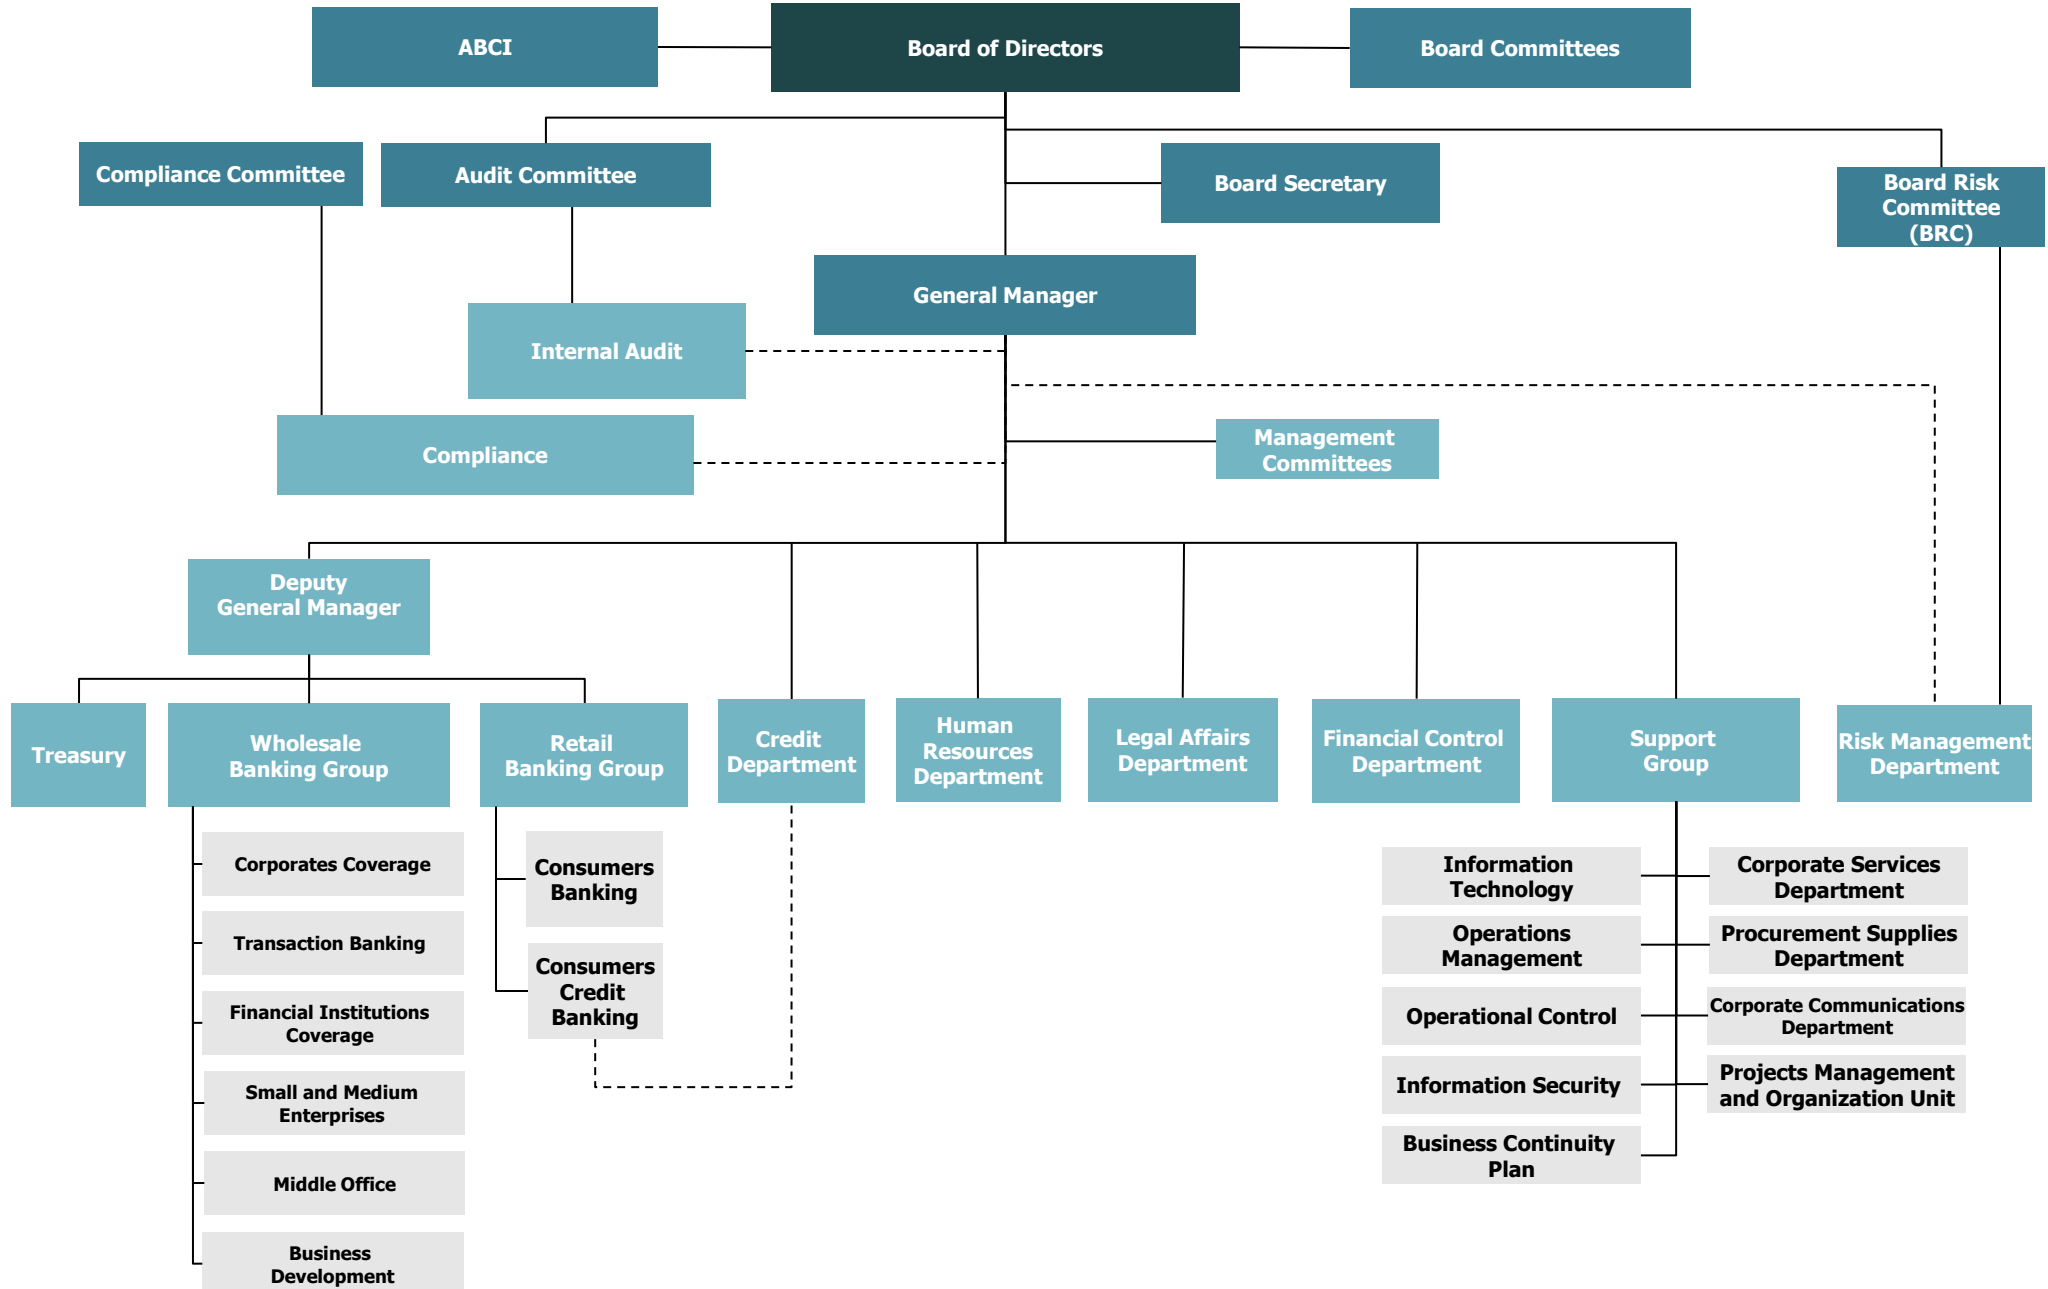 ABCI
Board of Directors
Board Committees
Compliance Committee
Audit Committee
Board Secretary
Board Risk
Committee
(BRC)
General Manager
Internal Audit
Compliance
Management
Committees
Deputy
General Manager
Treasury
Wholesale
Banking Group
Retail
Banking Group
Credit
Department
Human
Resources
Department
Legal Affairs
Department
Financial Control
Department
Support
Group
Risk Management
Department
Corporates Coverage
Transaction Banking
Financial Institutions
Coverage
Small and Medium
Enterprises
Middle Office
Business
Development
Consumers
Banking
Consumers
Credit
Banking
Information
Technology
Operations
Management
Operational Control
Information Security
Business Continuity
Plan
Corporate Services
Department
Procurement Supplies
Department
Corporate Communications
Department
Projects Management
and Organization Unit